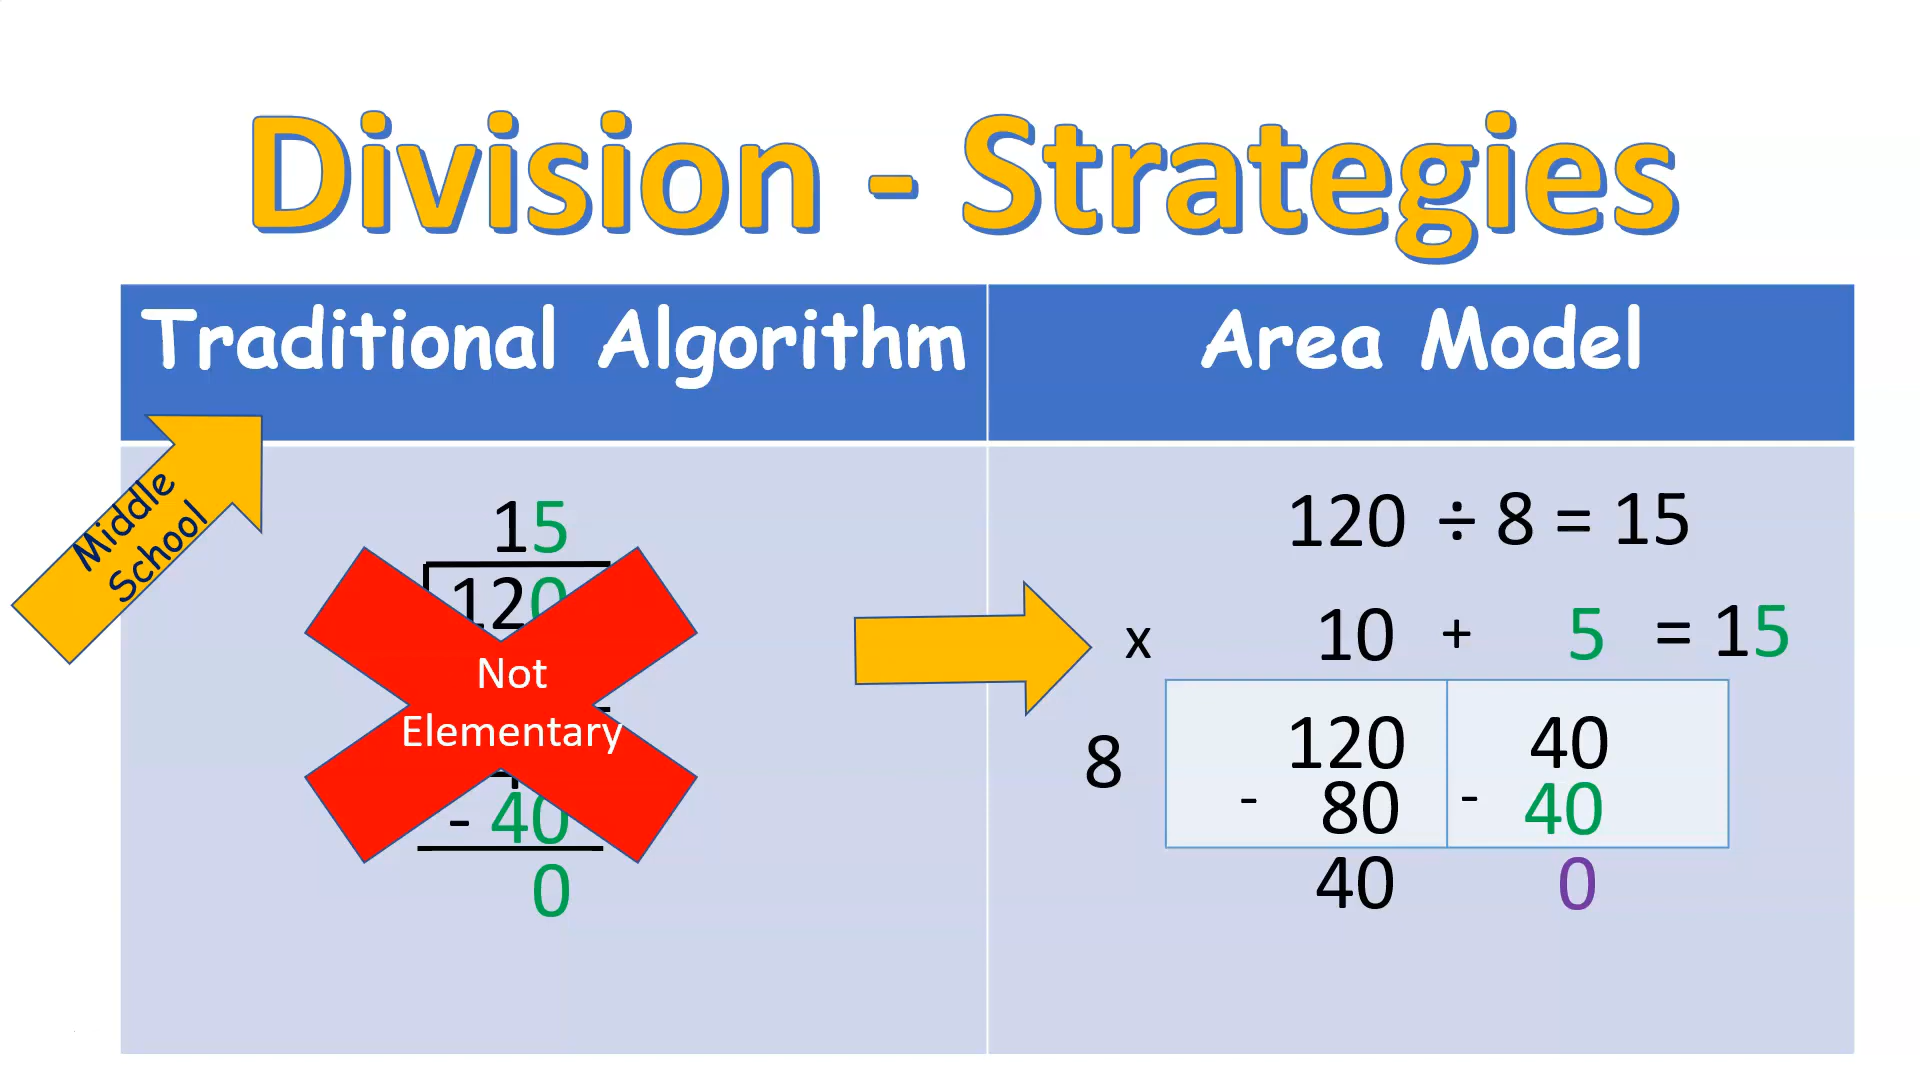 Division - Strategies
Traditional Algorithm
Area Model
Middle
School
15
120
Not
Elementary
- 40
0
120 ÷ 8 = 15
x 10 + 5 = 15
8
120 40
- 80 - 40
40 0